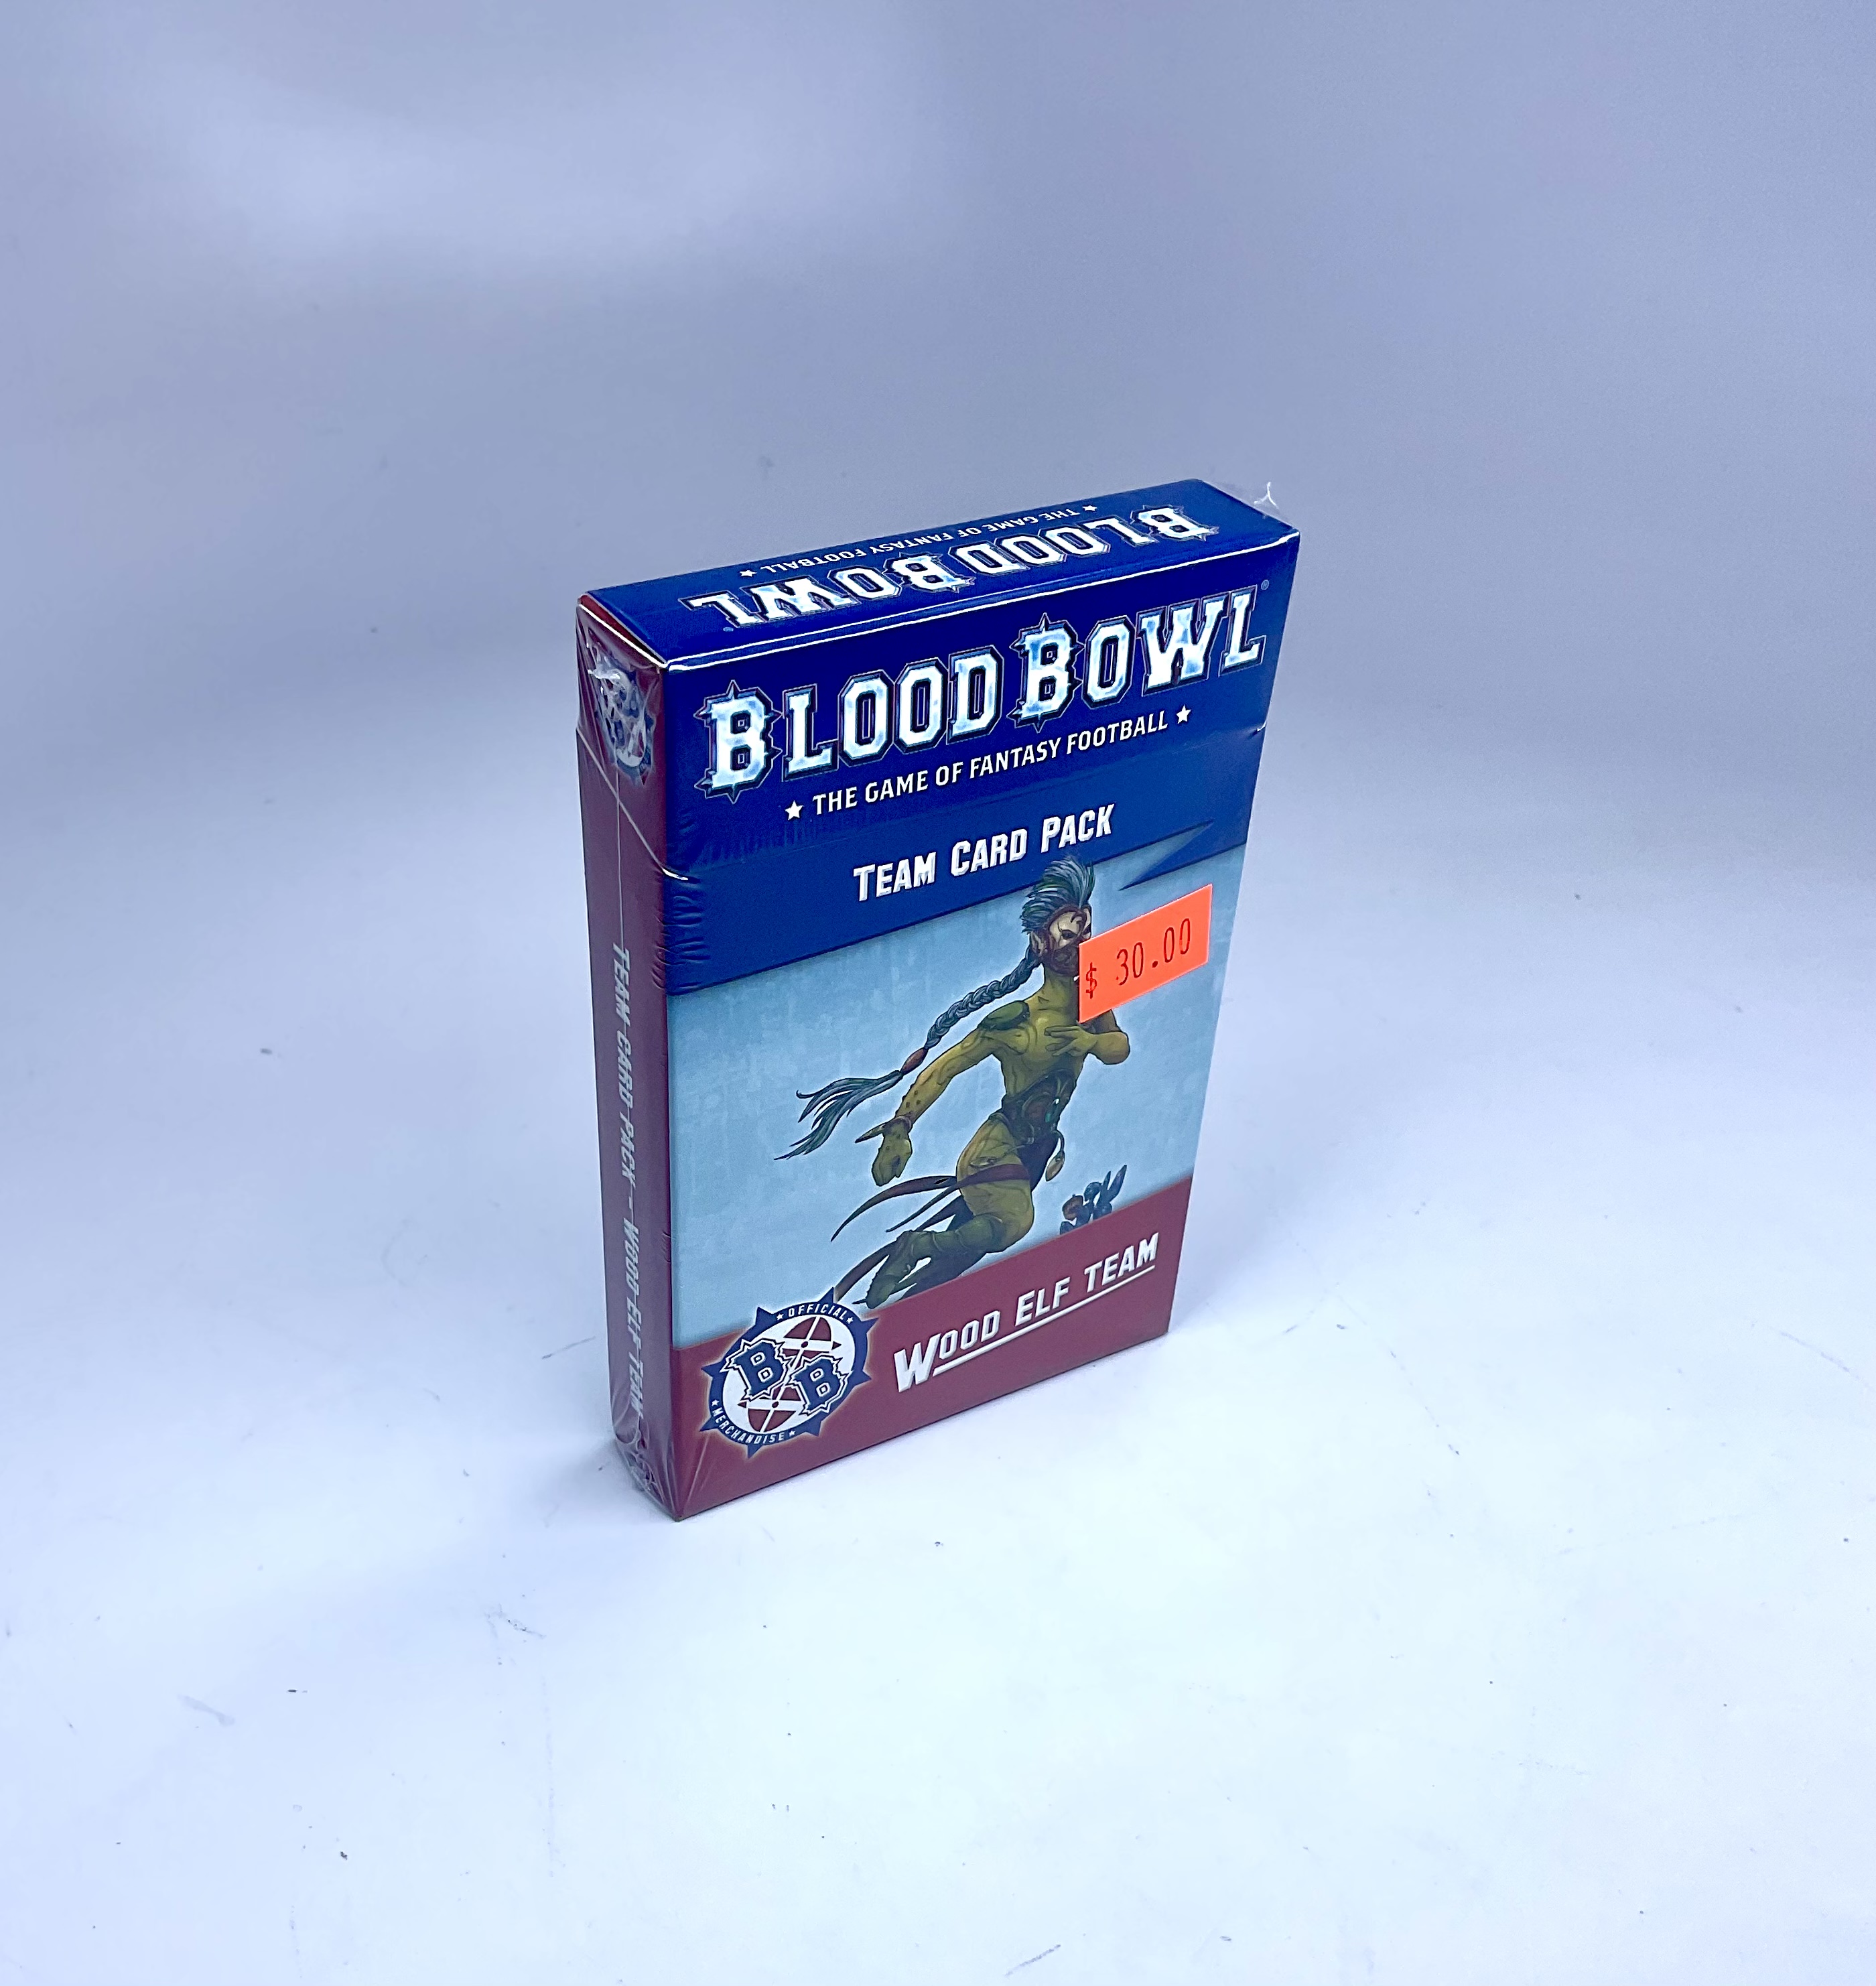 BLOOD BOWL
★ THE GAME OF FANTASY FOOTBALL ★
BLOOD BOWL®
★ THE GAME OF FANTASY FOOTBALL ★
TEAM CARD PACK
$ 30.00
WOOD ELF TEAM
★ OFFICIAL ★
BB
★ MERCHANDISE ★
TEAM CARD PACK – WOOD ELF TEAM